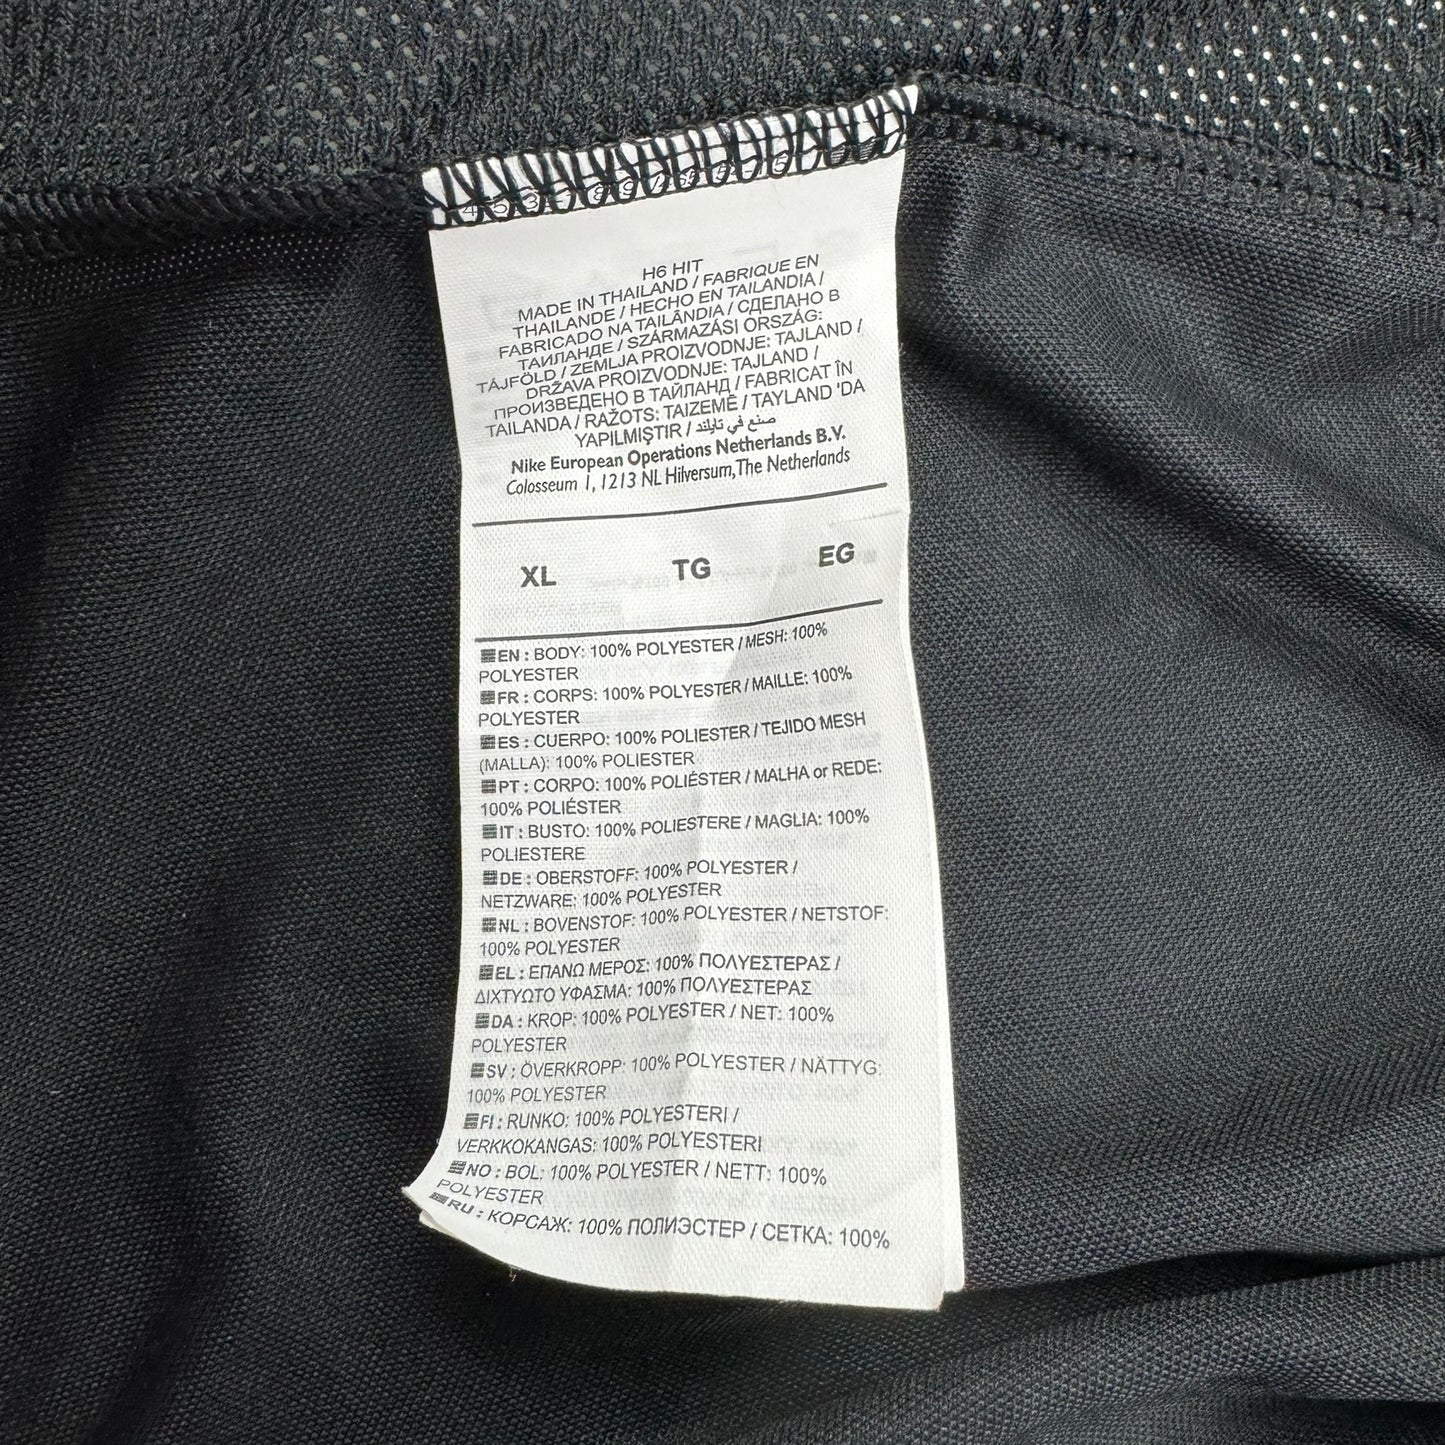 H6 HIT
MADE IN THAILAND / FABRIQUE EN
THAILANDE / HECHO EN TAILANDIA /
FABRICADO NA TAILÂNDIA / СДЕЛАНО В
ТАИЛАНДЕ / SZÁRMAZÁSI ORSZÁG:
TÁJFÖLD / ZEMLJA PROIZVODNJE: TAJLAND /
DRŽAVA PROIZVODNJE: TAJLAND /
ПРОИЗВЕДЕНО В ТАЙЛАНД / FABRICAT ÎN
TAILANDA / RAŽOTS: TAIZEMĒ / TAYLAND 'DA
YAPILMIŞTIR / صنع في تايلند
Nike European Operations Netherlands B.V.
Colosseum 1, 1213 NL Hilversum, The Netherlands
XL TG EG
EN : BODY: 100% POLYESTER / MESH: 100%
POLYESTER
FR : CORPS: 100% POLYESTER / MAILLE: 100%
POLYESTER
ES : CUERPO: 100% POLIESTER / TEJIDO MESH
(MALLA): 100% POLIESTER
PT : CORPO: 100% POLIÉSTER / MALHA or REDE:
100% POLIÉSTER
IT : BUSTO: 100% POLIESTERE / MAGLIA: 100%
POLIESTERE
DE : OBERSTOFF: 100% POLYESTER /
NETZWARE: 100% POLYESTER
NL : BOVENSTOF: 100% POLYESTER / NETSTOF:
100% POLYESTER
EL : ΕΠΑΝΩ ΜΕΡΟΣ: 100% ΠΟΛΥΕΣΤΕΡΑΣ /
ΔΙΧΤΥΩΤΟ ΥΦΑΣΜΑ: 100% ΠΟΛΥΕΣΤΕΡΑΣ
DA : KROP: 100% POLYESTER / NET: 100%
POLYESTER
SV : ÖVERKROPP: 100% POLYESTER / NÄTTYG:
100% POLYESTER
FI : RUNKO: 100% POLYESTERI /
VERKKOKANGAS: 100% POLYESTERI
NO : BOL: 100% POLYESTER / NETT: 100%
POLYESTER
RU : КОРСАЖ: 100% ПОЛИЭСТЕР / СЕТКА: 100%